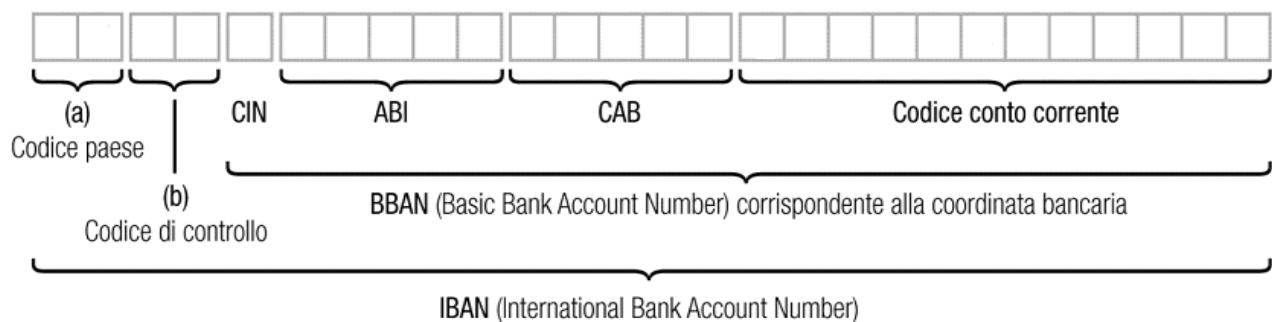 (a) CIN ABI CAB Codice conto corrente
Codice paese
(b)
BBAN (Basic Bank Account Number) corrispondente alla coordinata bancaria
Codice di controllo
IBAN (International Bank Account Number)